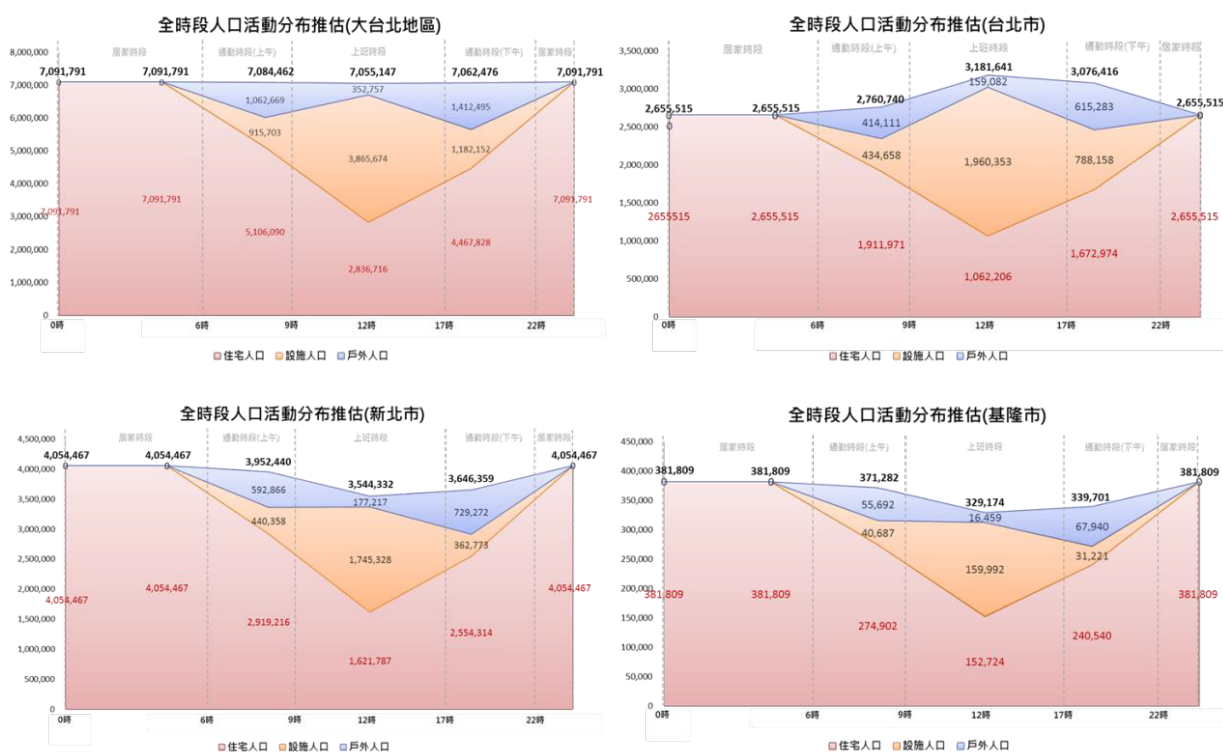 全時段人口活動分布推估(大台北地區)
居家時段 通勤時段(上午) 上班時段 通勤時段(下午) 居家時段
8,000,000
7,091,791 7,091,791 7,084,462 7,055,147 7,062,476 7,091,791
7,000,000
352,757
1,062,669 1,412,495
6,000,000
915,703 1,182,152
5,000,000
3,865,674
4,000,000
7,091,791 7,091,791 7,091,791
3,000,000
5,106,090 4,467,828
2,000,000
2,836,716
1,000,000
0
0時 6時 9時 12時 17時 22時
住宅人口 設施人口 戶外人口
全時段人口活動分布推估(台北市)
居家時段 通勤時段(上午) 上班時段 通勤時段(下午) 居家時段
3,500,000
3,181,641 3,076,416
159,082
3,000,000
2,655,515 2,655,515 2,760,740 2,655,515
414,111 615,283
2,500,000
434,658 788,158
2,000,000
1,960,353
1,500,000
2655515 2,655,515 2,655,515
1,911,971 1,672,974
1,000,000
1,062,206
500,000
0
0時 6時 9時 12時 17時 22時
住宅人口 設施人口 戶外人口
全時段人口活動分布推估(新北市)
居家時段 通勤時段(上午) 上班時段 通勤時段(下午) 居家時段
4,500,000
4,054,467 4,054,467 3,952,440 3,544,332 3,646,359 4,054,467
4,000,000
592,866 177,217 729,272
3,500,000
440,358 362,773
3,000,000
2,500,000
1,745,328
2,000,000
4,054,467 4,054,467 4,054,467
1,500,000
2,919,216 2,554,314
1,000,000
1,621,787
500,000
0
0時 6時 9時 12時 17時 22時
住宅人口 設施人口 戶外人口
全時段人口活動分布推估(基隆市)
居家時段 通勤時段(上午) 上班時段 通勤時段(下午) 居家時段
450,000
400,000
381,809 381,809 371,282 329,174 339,701 381,809
350,000
55,692 16,459 67,940
300,000
40,687 31,221
250,000
159,992
200,000
381,809 381,809 381,809
150,000
274,902 240,540
100,000
152,724
50,000
0
0時 6時 9時 12時 17時 22時
住宅人口 設施人口 戶外人口